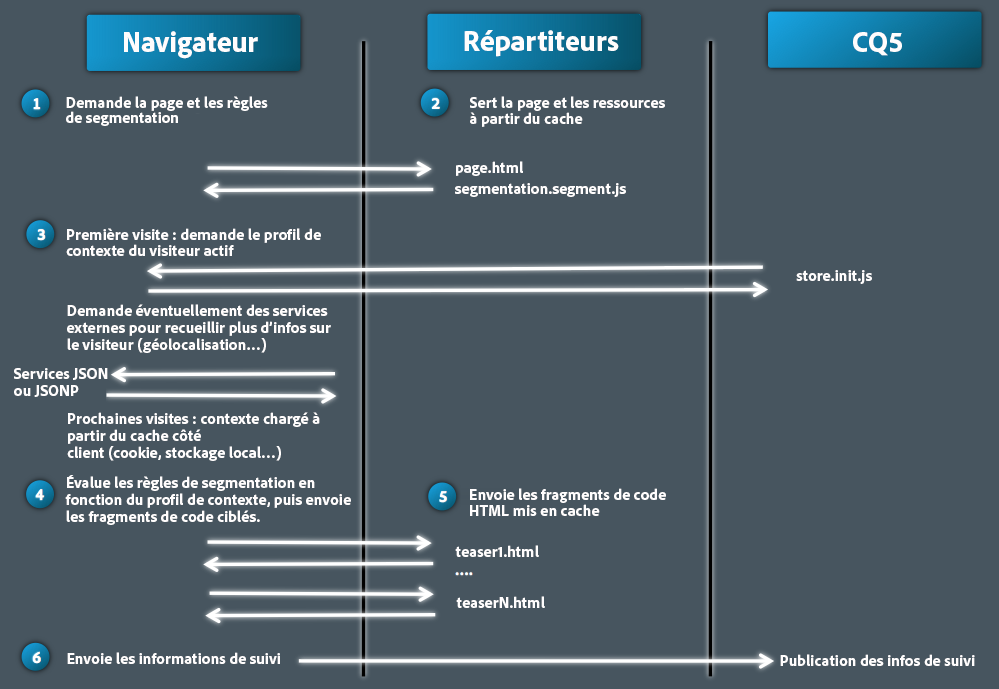 Navigateur
Répartiteurs
CQ5
1
Demande la page et les règles
de segmentation
2
Sert la page et les ressources
à partir du cache
page.html
segmentation.segment.js
3
Première visite : demande le profil de
contexte du visiteur actif
store.init.js
Demande éventuellement des services
externes pour recueillir plus d'infos sur
le visiteur (géolocalisation...)
Services JSON
ou JSONP
Prochaines visites : contexte chargé à
partir du cache côté
client (cookie, stockage local...)
4
Évalue les règles de segmentation en
fonction du profil de contexte, puis envoie
les fragments de code ciblés.
5
Envoie les fragments de code
HTML mis en cache
teaser1.html
....
teaserN.html
6
Envoie les informations de suivi
Publication des infos de suivi